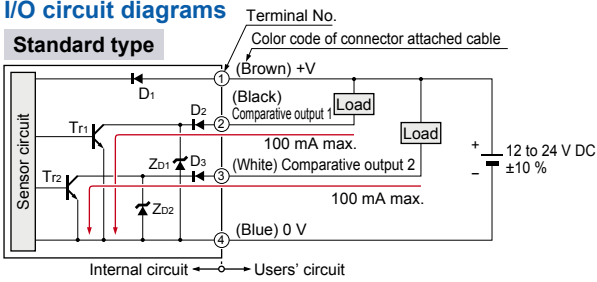 I/O circuit diagrams
Standard type
Terminal No.
Color code of connector attached cable
1 (Brown) +V
D1
(Black)
Comparative output 1
Load
D2
2
Tr1
100 mA max.
Load
Sensor circuit
ZD1
D3
3
(White) Comparative output 2
+
12 to 24 V DC
±10 %
−
Tr2
100 mA max.
ZD2
4 (Blue) 0 V
Internal circuit
Users' circuit